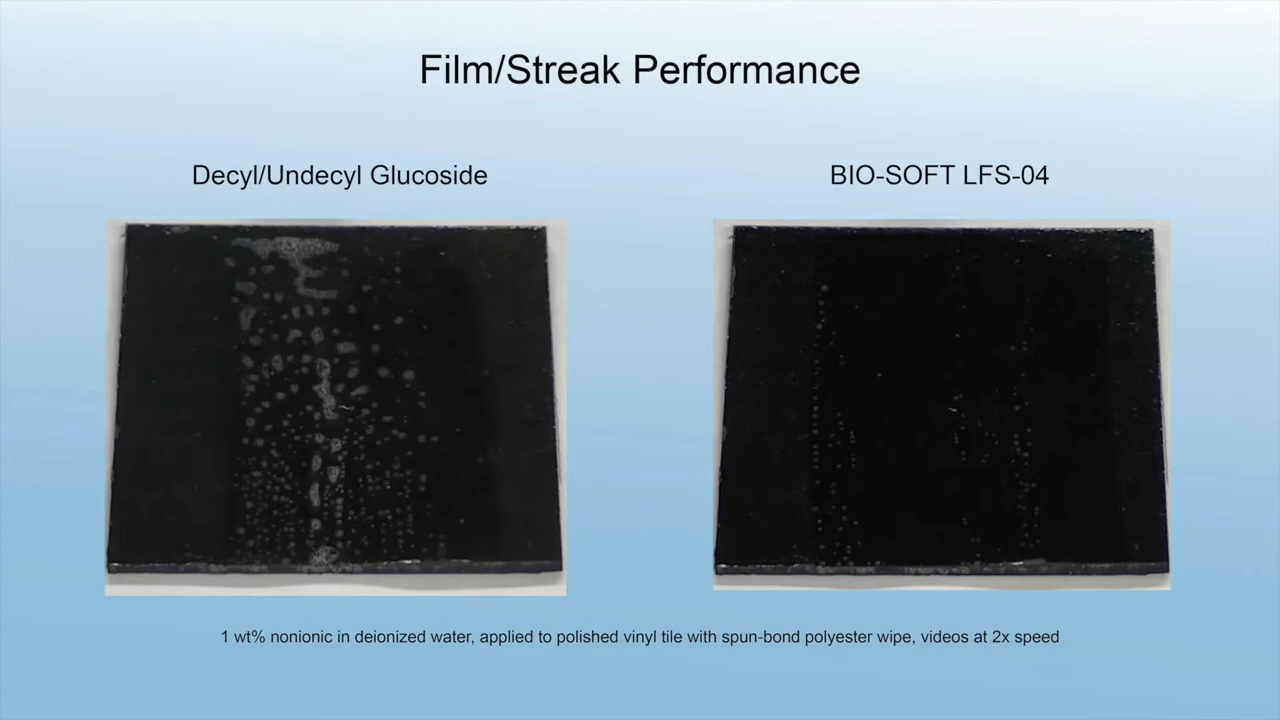 Film/Streak Performance
Decyl/Undecyl Glucoside
BIO-SOFT LFS-04
1 wt% nonionic in deionized water, applied to polished vinyl tile with spun-bond polyester wipe, videos at 2x speed